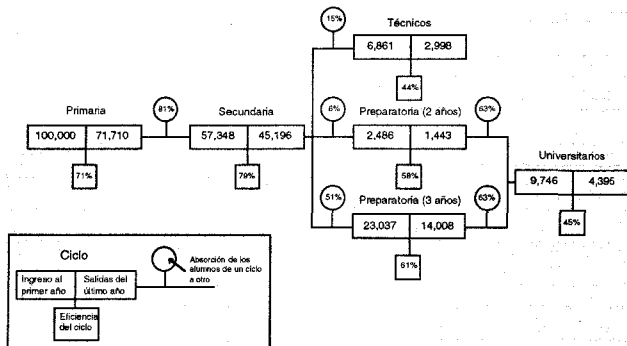 Técnicos
15%
6,861 2,998
44%
Primaria
81%
Secundaria
6%
Preparatoria (2 años)
63%
100,000 71,710
57,348 45,196
2,486 1,443
71%
79%
58%
Universitarios
9,746 4,395
45%
51%
Preparatoria (3 años)
63%
23,037 14,008
61%
Ciclo
Absorción de los
alumnos de un ciclo
a otro
Ingreso al
primer año
Salidas del
último año
Eficiencia
del ciclo